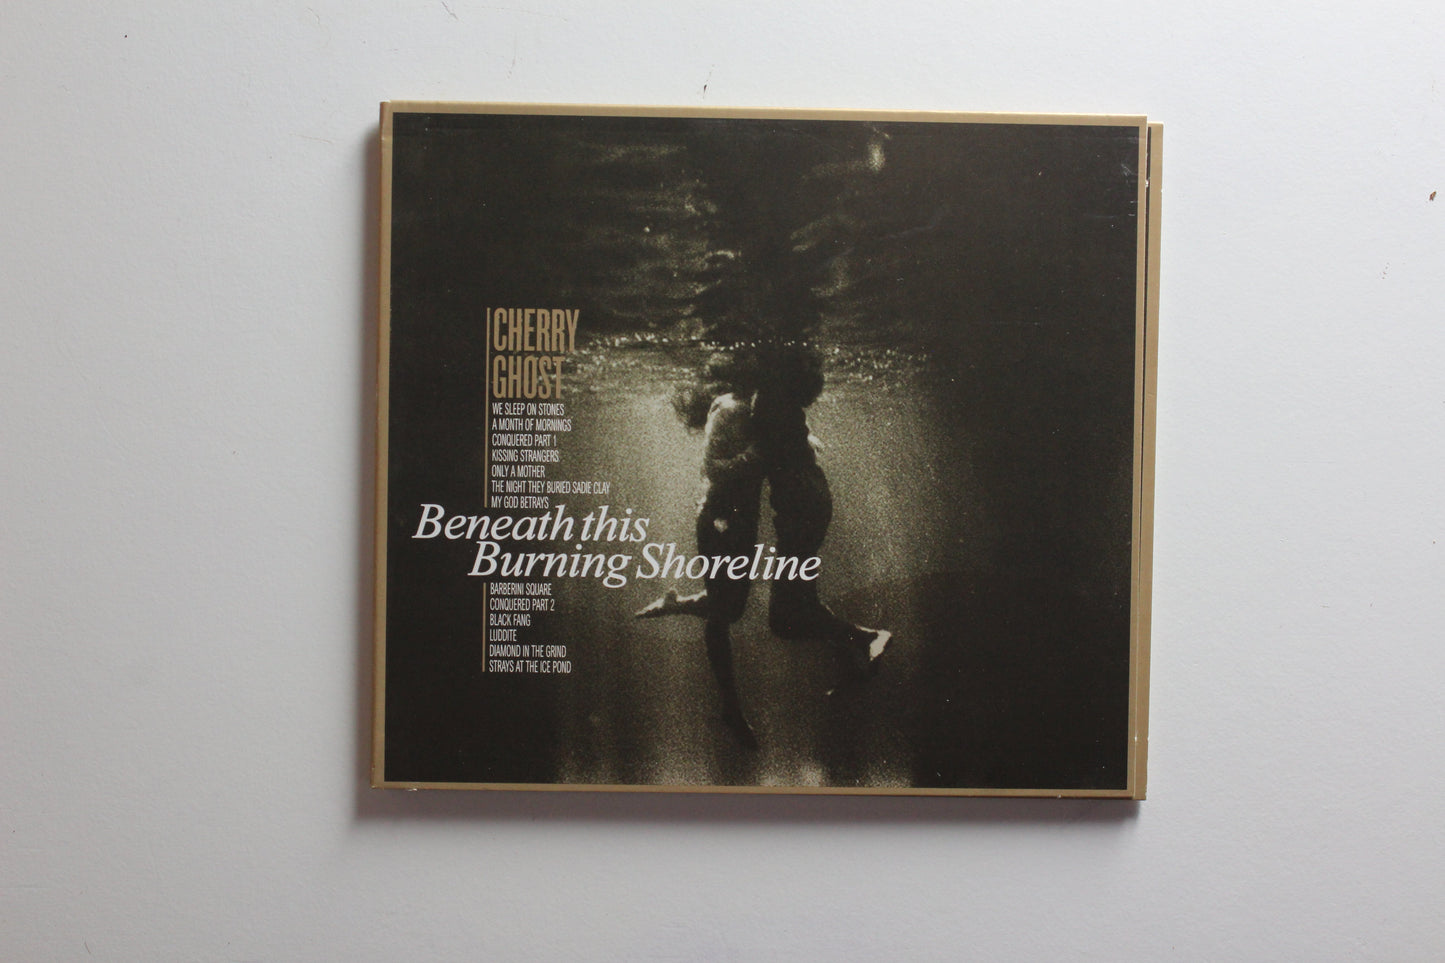 CHERRY
GHOST
WE SLEEP ON STONES
A MONTH OF MORNINGS
CONQUERED PART 1
KISSING STRANGERS
ONLY A MOTHER
THE NIGHT THEY BURIED SADIE CLAY
MY GOD BETRAYS
Beneath this
Burning Shoreline
BARBERINI SQUARE
CONQUERED PART 2
BLACK FANG
LUDDITE
DIAMOND IN THE GRIND
STRAYS AT THE ICE POND